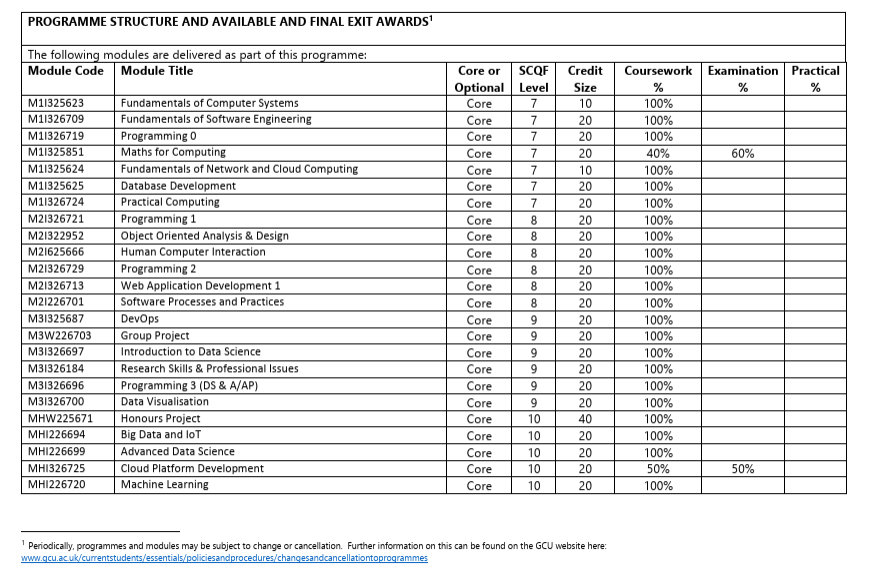 PROGRAMME STRUCTURE AND AVAILABLE AND FINAL EXIT AWARDS1
The following modules are delivered as part of this programme:
Module Code Module Title Core or Optional SCQF Level Credit Size Coursework % Examination % Practical %
M1I325623 Fundamentals of Computer Systems Core 7 10 100%
M1I326709 Fundamentals of Software Engineering Core 7 20 100%
M1I326719 Programming 0 Core 7 20 100%
M1I325851 Maths for Computing Core 7 20 40% 60%
M1I325624 Fundamentals of Network and Cloud Computing Core 7 10 100%
M1I325625 Database Development Core 7 20 100%
M1I326724 Practical Computing Core 7 20 100%
M2I326721 Programming 1 Core 8 20 100%
M2I322952 Object Oriented Analysis & Design Core 8 20 100%
M2I625666 Human Computer Interaction Core 8 20 100%
M2I326729 Programming 2 Core 8 20 100%
M2I326713 Web Application Development 1 Core 8 20 100%
M2I226701 Software Processes and Practices Core 8 20 100%
M3I325687 DevOps Core 9 20 100%
M3W226703 Group Project Core 9 20 100%
M3I326697 Introduction to Data Science Core 9 20 100%
M3I326184 Research Skills & Professional Issues Core 9 20 100%
M3I326696 Programming 3 (DS & A/AP) Core 9 20 100%
M3I326700 Data Visualisation Core 9 20 100%
MHW225671 Honours Project Core 10 40 100%
MHI226694 Big Data and IoT Core 10 20 100%
MHI226699 Advanced Data Science Core 10 20 100%
MHI326725 Cloud Platform Development Core 10 20 50% 50%
MHI226720 Machine Learning Core 10 20 100%
1 Periodically, programmes and modules may be subject to change or cancellation. Further information on this can be found on the GCU website here:
www.gcu.ac.uk/currentstudents/essentials/policiesandprocedures/changesandcancellationtoprogrammes